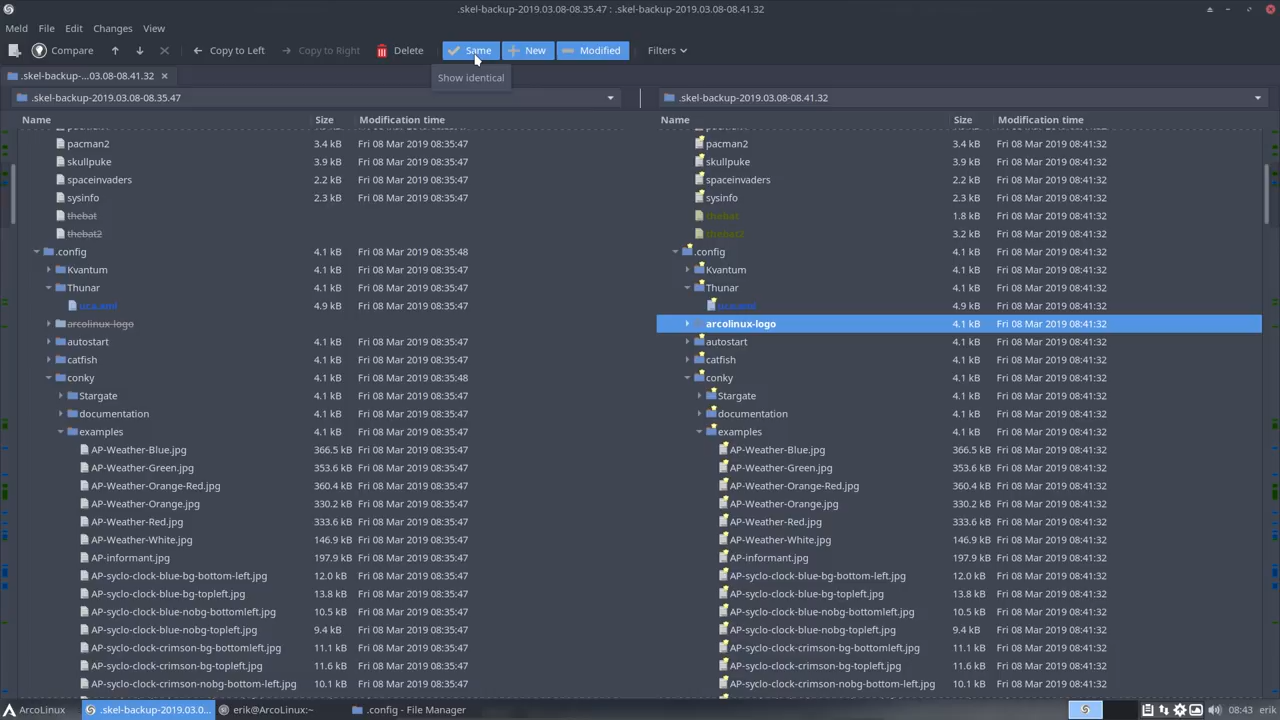 .skel-backup-2019.03.08-08.35.47 : .skel-backup-2019.03.08-08.41.32
Meld File Edit Changes View
Compare Copy to Left Copy to Right Delete Same New Modified Filters
.skel-backup-...03.08-08.41.32
Show identical
.skel-backup-2019.03.08-08.35.47 .skel-backup-2019.03.08-08.41.32
Name Size Modification time Name Size Modification time
pacman2 3.4 kB Fri 08 Mar 2019 08:35:47 pacman2 3.4 kB Fri 08 Mar 2019 08:41:32
skullpuke 3.9 kB Fri 08 Mar 2019 08:35:47 skullpuke 3.9 kB Fri 08 Mar 2019 08:41:32
spaceinvaders 2.2 kB Fri 08 Mar 2019 08:35:47 spaceinvaders 2.2 kB Fri 08 Mar 2019 08:41:32
sysinfo 2.3 kB Fri 08 Mar 2019 08:35:47 sysinfo 2.3 kB Fri 08 Mar 2019 08:41:32
thebat thebat 1.8 kB Fri 08 Mar 2019 08:41:32
thebat2 thebat2 3.2 kB Fri 08 Mar 2019 08:41:32
.config 4.1 kB Fri 08 Mar 2019 08:35:48 .config 4.1 kB Fri 08 Mar 2019 08:41:32
Kvantum 4.1 kB Fri 08 Mar 2019 08:35:47 Kvantum 4.1 kB Fri 08 Mar 2019 08:41:32
Thunar 4.1 kB Fri 08 Mar 2019 08:35:47 Thunar 4.1 kB Fri 08 Mar 2019 08:41:32
uca.xml 4.9 kB Fri 08 Mar 2019 08:35:47 uca.xml 4.9 kB Fri 08 Mar 2019 08:41:32
arcolinux-logo arcolinux-logo 4.1 kB Fri 08 Mar 2019 08:41:32
autostart 4.1 kB Fri 08 Mar 2019 08:35:47 autostart 4.1 kB Fri 08 Mar 2019 08:41:32
catfish 4.1 kB Fri 08 Mar 2019 08:35:47 catfish 4.1 kB Fri 08 Mar 2019 08:41:32
conky 4.1 kB Fri 08 Mar 2019 08:35:48 conky 4.1 kB Fri 08 Mar 2019 08:41:32
Stargate 4.1 kB Fri 08 Mar 2019 08:35:47 Stargate 4.1 kB Fri 08 Mar 2019 08:41:32
documentation 4.1 kB Fri 08 Mar 2019 08:35:47 documentation 4.1 kB Fri 08 Mar 2019 08:41:32
examples 4.1 kB Fri 08 Mar 2019 08:35:47 examples 4.1 kB Fri 08 Mar 2019 08:41:32
AP-Weather-Blue.jpg 366.5 kB Fri 08 Mar 2019 08:35:47 AP-Weather-Blue.jpg 366.5 kB Fri 08 Mar 2019 08:41:32
AP-Weather-Green.jpg 353.6 kB Fri 08 Mar 2019 08:35:47 AP-Weather-Green.jpg 353.6 kB Fri 08 Mar 2019 08:41:32
AP-Weather-Orange-Red.jpg 360.4 kB Fri 08 Mar 2019 08:35:47 AP-Weather-Orange-Red.jpg 360.4 kB Fri 08 Mar 2019 08:41:32
AP-Weather-Orange.jpg 330.2 kB Fri 08 Mar 2019 08:35:47 AP-Weather-Orange.jpg 330.2 kB Fri 08 Mar 2019 08:41:32
AP-Weather-Red.jpg 333.6 kB Fri 08 Mar 2019 08:35:47 AP-Weather-Red.jpg 333.6 kB Fri 08 Mar 2019 08:41:32
AP-Weather-White.jpg 146.9 kB Fri 08 Mar 2019 08:35:47 AP-Weather-White.jpg 146.9 kB Fri 08 Mar 2019 08:41:32
AP-informant.jpg 197.9 kB Fri 08 Mar 2019 08:35:47 AP-informant.jpg 197.9 kB Fri 08 Mar 2019 08:41:32
AP-syclo-clock-blue-bg-bottom-left.jpg 12.0 kB Fri 08 Mar 2019 08:35:47 AP-syclo-clock-blue-bg-bottom-left.jpg 12.0 kB Fri 08 Mar 2019 08:41:32
AP-syclo-clock-blue-bg-topleft.jpg 13.8 kB Fri 08 Mar 2019 08:35:47 AP-syclo-clock-blue-bg-topleft.jpg 13.8 kB Fri 08 Mar 2019 08:41:32
AP-syclo-clock-blue-nobg-bottomleft.jpg 10.5 kB Fri 08 Mar 2019 08:35:47 AP-syclo-clock-blue-nobg-bottomleft.jpg 10.5 kB Fri 08 Mar 2019 08:41:32
AP-syclo-clock-blue-nobg-topleft.jpg 9.4 kB Fri 08 Mar 2019 08:35:47 AP-syclo-clock-blue-nobg-topleft.jpg 9.4 kB Fri 08 Mar 2019 08:41:32
AP-syclo-clock-crimson-bg-bottomleft.jpg 11.1 kB Fri 08 Mar 2019 08:35:47 AP-syclo-clock-crimson-bg-bottomleft.jpg 11.1 kB Fri 08 Mar 2019 08:41:32
AP-syclo-clock-crimson-bg-topleft.jpg 11.6 kB Fri 08 Mar 2019 08:35:47 AP-syclo-clock-crimson-bg-topleft.jpg 11.6 kB Fri 08 Mar 2019 08:41:32
AP-syclo-clock-crimson-nobg-bottom-left.jpg 10.1 kB Fri 08 Mar 2019 08:35:47 AP-syclo-clock-crimson-nobg-bottom-left.jpg 10.1 kB Fri 08 Mar 2019 08:41:32
ArcoLinux .skel-backup-2019.03.0... erik@ArcoLinux:~ .config - File Manager 08:43 erik